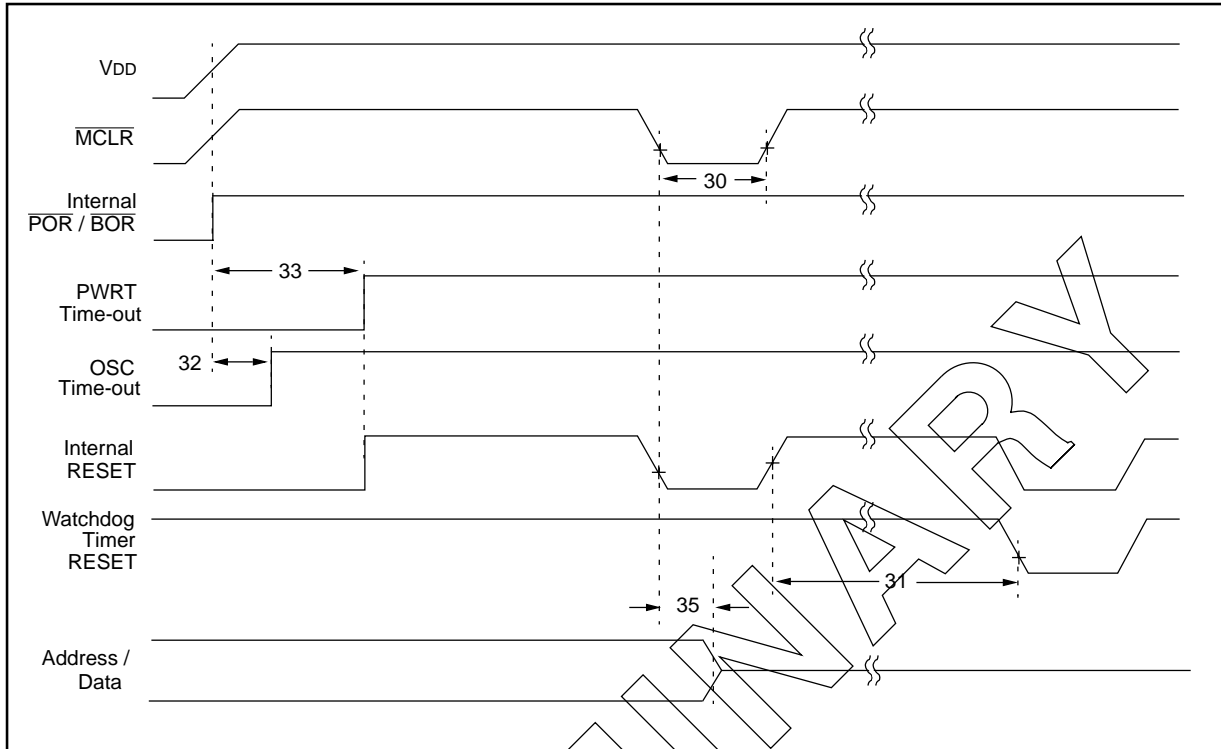 VDD
MCLR
Internal
POR / BOR
30
33
PWRT
Time-out
32
OSC
Time-out
Internal
RESET
Watchdog
Timer
RESET
31
35
Address /
Data
INARY